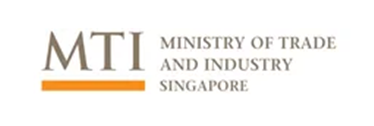 MTI
MINISTRY OF TRADE
AND INDUSTRY
SINGAPORE